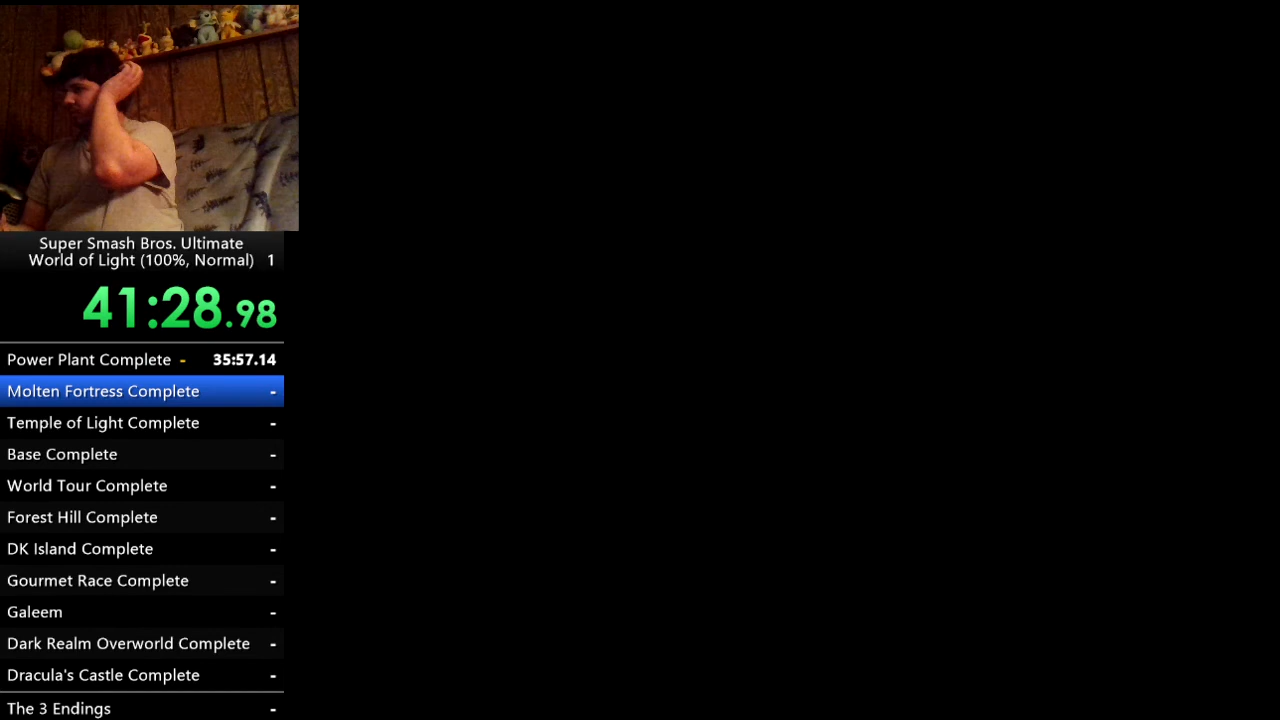 Super Smash Bros. Ultimate
World of Light (100%, Normal) 1
41:28.98
Power Plant Complete - 35:57.14
Molten Fortress Complete -
Temple of Light Complete -
Base Complete -
World Tour Complete -
Forest Hill Complete -
DK Island Complete -
Gourmet Race Complete -
Galeem -
Dark Realm Overworld Complete -
Dracula's Castle Complete -
The 3 Endings -